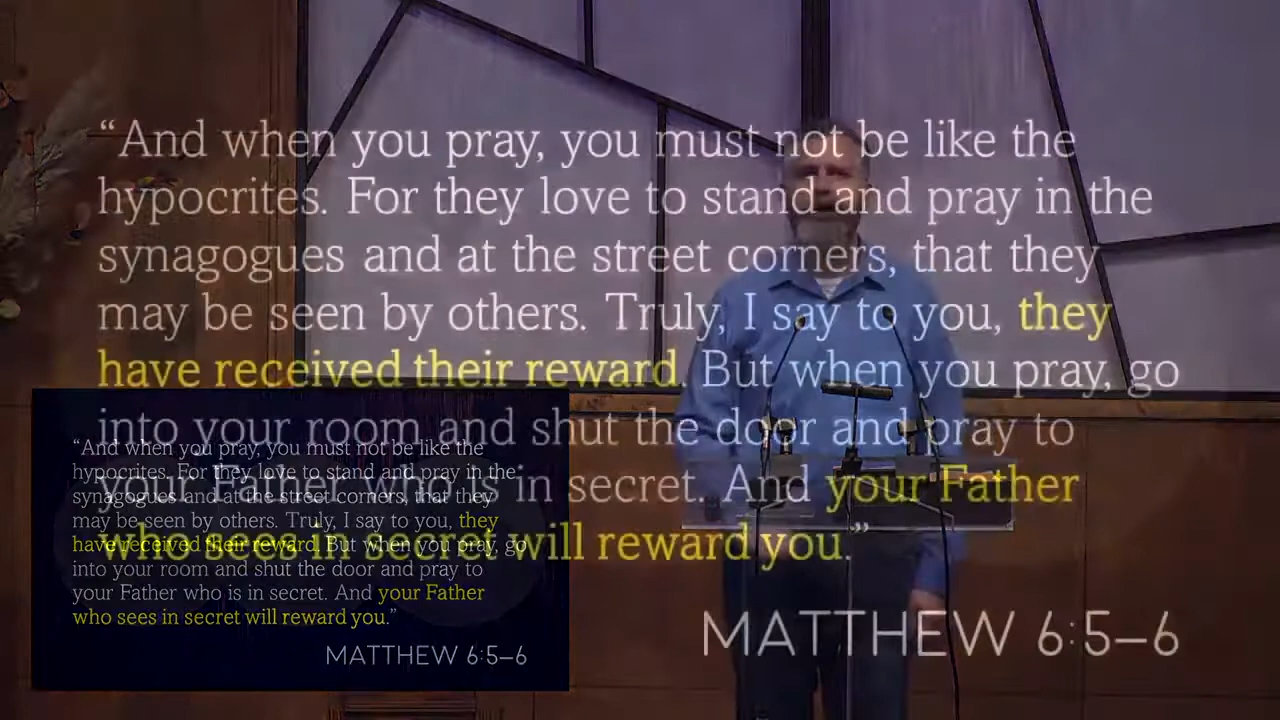 “And when you pray, you must not be like the
hypocrites. For they love to stand and pray in the
synagogues and at the street corners, that they
may be seen by others. Truly, I say to you, they
have received their reward. But when you pray, go
into your room and shut the door and pray to
your Father who is in secret. And your Father
who sees in secret will reward you.”
MATTHEW 6:5–6
“And when you pray, you must not be like the
hypocrites. For they love to stand and pray in the
synagogues and at the street corners, that they
may be seen by others. Truly, I say to you, they
have received their reward. But when you pray, go
into your room and shut the door and pray to
your Father who is in secret. And your Father
who sees in secret will reward you.”
MATTHEW 6:5–6